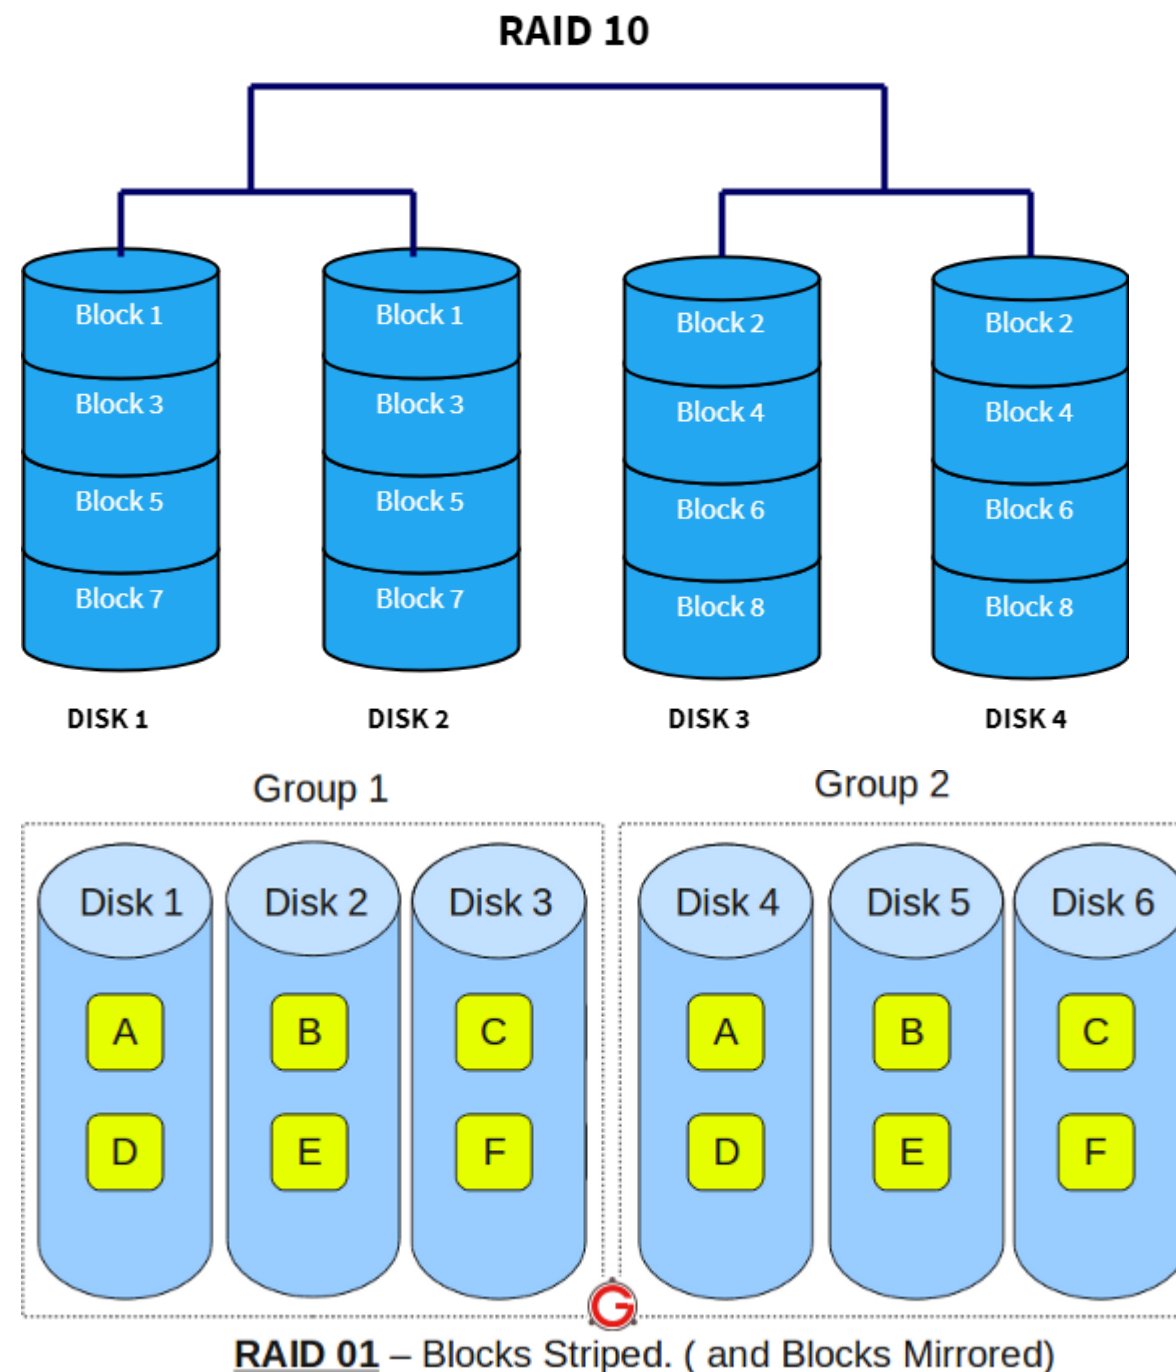 RAID 10
Block 1 Block 1 Block 2 Block 2
Block 3 Block 3 Block 4 Block 4
Block 5 Block 5 Block 6 Block 6
Block 7 Block 7 Block 8 Block 8
DISK 1 DISK 2 DISK 3 DISK 4
Group 1 Group 2
Disk 1 Disk 2 Disk 3 Disk 4 Disk 5 Disk 6
A B C A B C
D E F D E F
G
RAID 01 – Blocks Striped. ( and Blocks Mirrored)